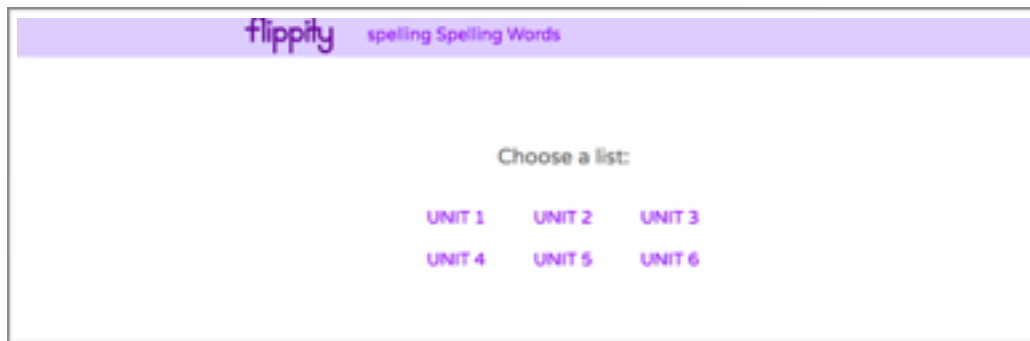 flippity spelling Spelling Words
Choose a list:
UNIT 1 UNIT 2 UNIT 3
UNIT 4 UNIT 5 UNIT 6